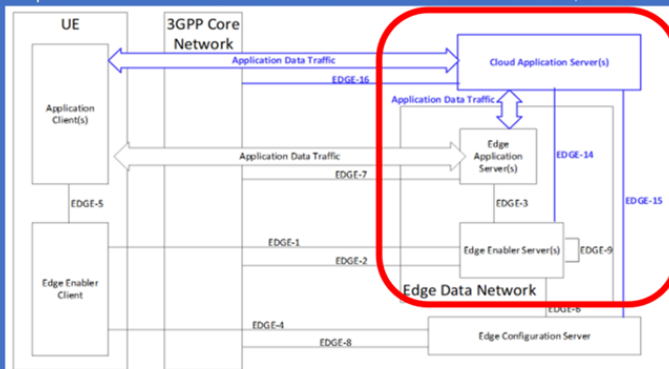 UE
3GPP Core
Network
Application Data Traffic
Cloud Application Server(s)
EDGE-16
Application Data Traffic
Application
Client(s)
Application Data Traffic
Edge
Application
Server(s)
EDGE-14
EDGE-7
EDGE-15
EDGE-5
EDGE-3
EDGE-1
Edge Enabler Server(s)
EDGE-9
EDGE-2
Edge Enabler
Client
Edge Data Network
EDGE-6
EDGE-4
Edge Configuration Server
EDGE-8